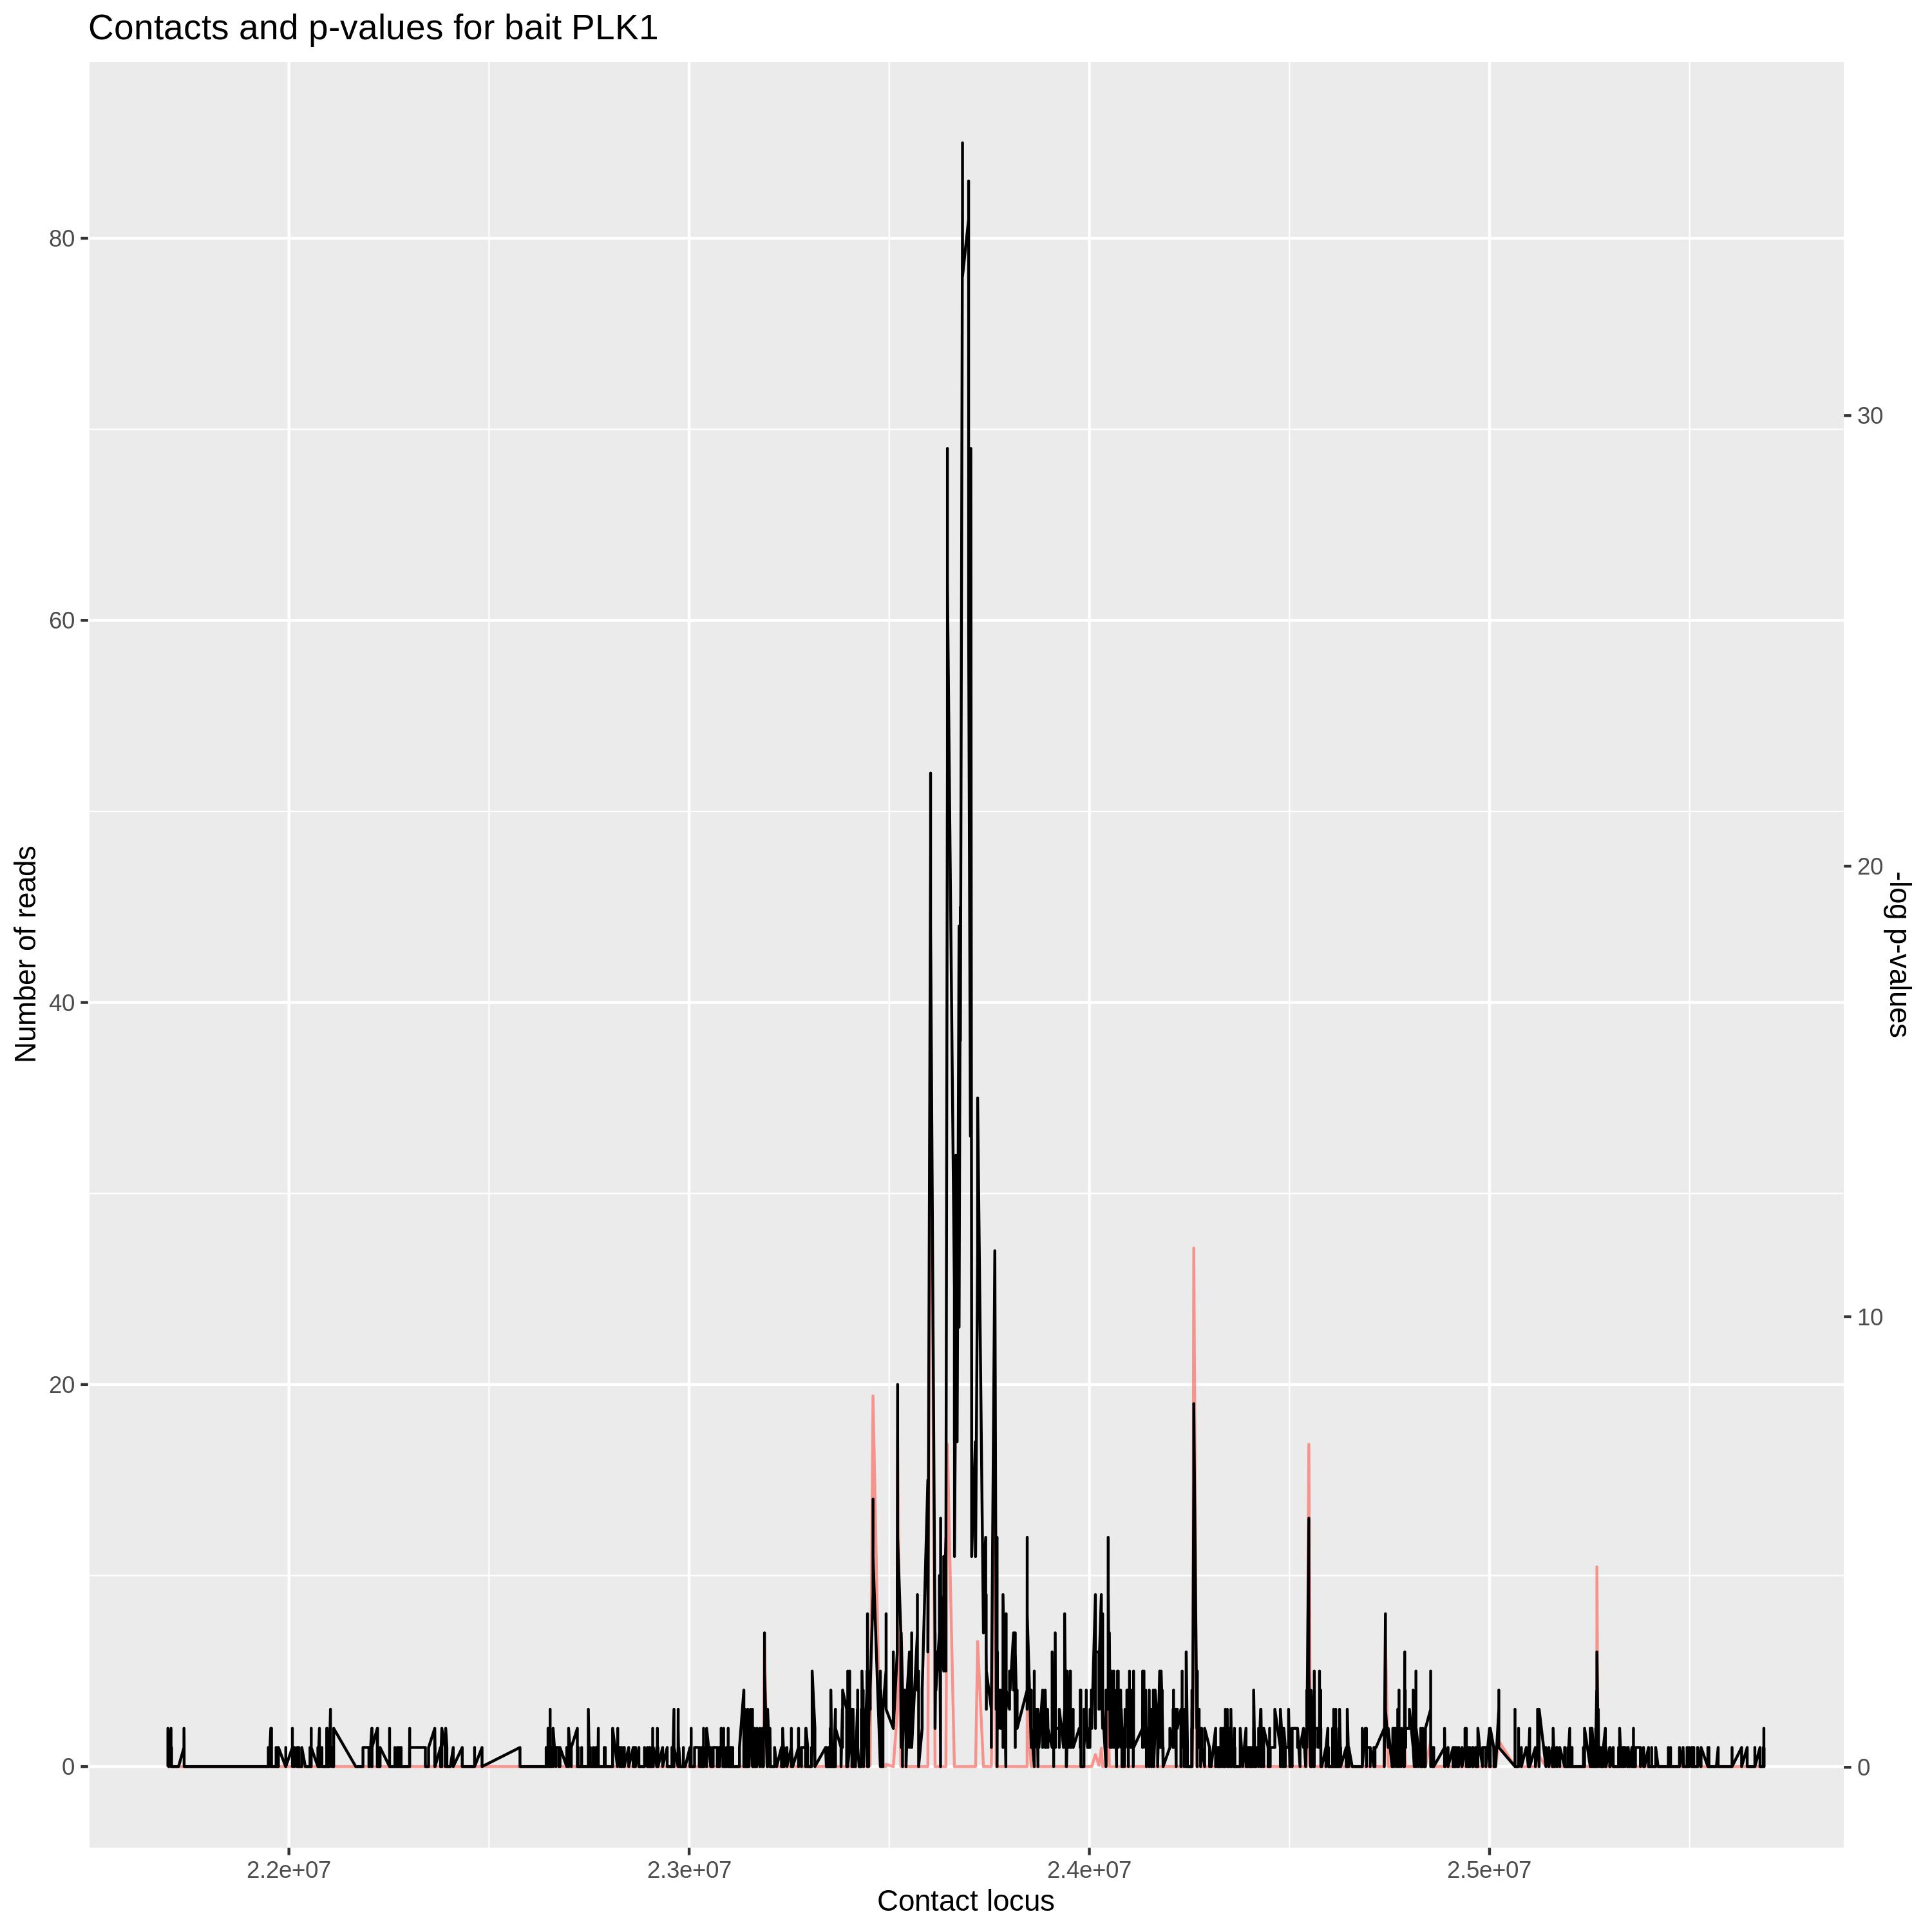 Contacts and p-values for bait PLK1
80
60
40
20
0
Number of reads
30
20
10
0
-log p-values
2.2e+07
2.3e+07
2.4e+07
2.5e+07
Contact locus